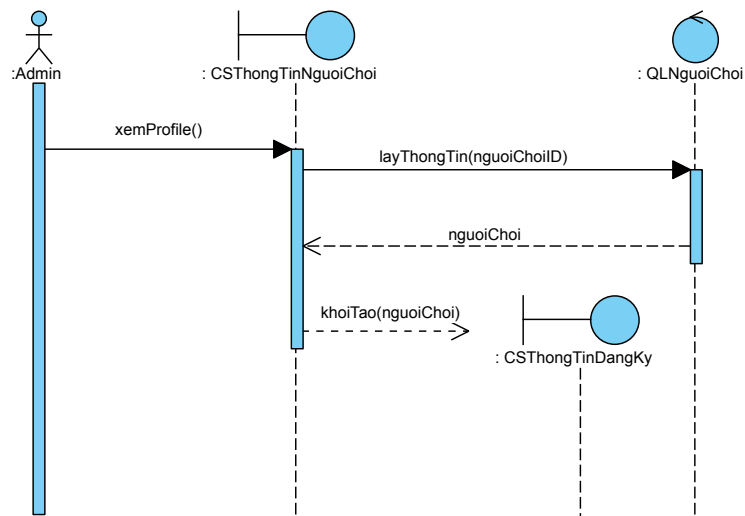 :Admin
: CSThongTinNguoiChoi
: QLNguoiChoi
xemProfile()
layThongTin(nguoiChoiID)
nguoiChoi
khoiTao(nguoiChoi)
: CSThongTinDangKy